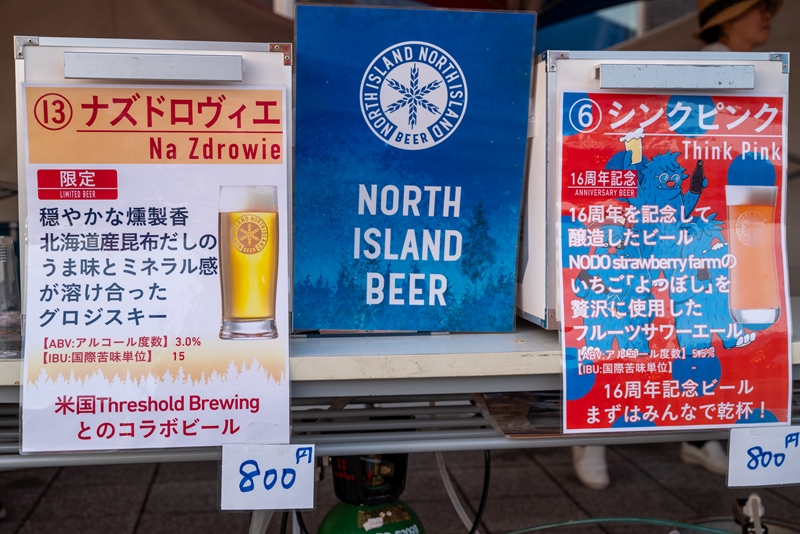 ⑬ ナズドロヴィエ
Na Zdrowie
限定
LIMITED BEER
穏やかな燻製香
北海道産昆布だしの
うま味とミネラル感
が溶け合った
グロジスキー
【ABV:アルコール度数】3.0%
【IBU:国際苦味単位】 15
米国Threshold Brewing
とのコラボビール
800円
NORTH ISLAND NORTH ISLAND
BEER
NORTH
ISLAND
BEER
⑥ シンクピンク
Think Pink
16周年記念
ANNIVERSARY BEER
16周年を記念して
醸造したビール
NODO strawberry farmの
いちご「よつぼし」を
贅沢に使用した
フルーツサワーエール
【ABV:アルコール度数】
【IBU:国際苦味単位】
16周年記念ビール
まずはみんなで乾杯！
800円